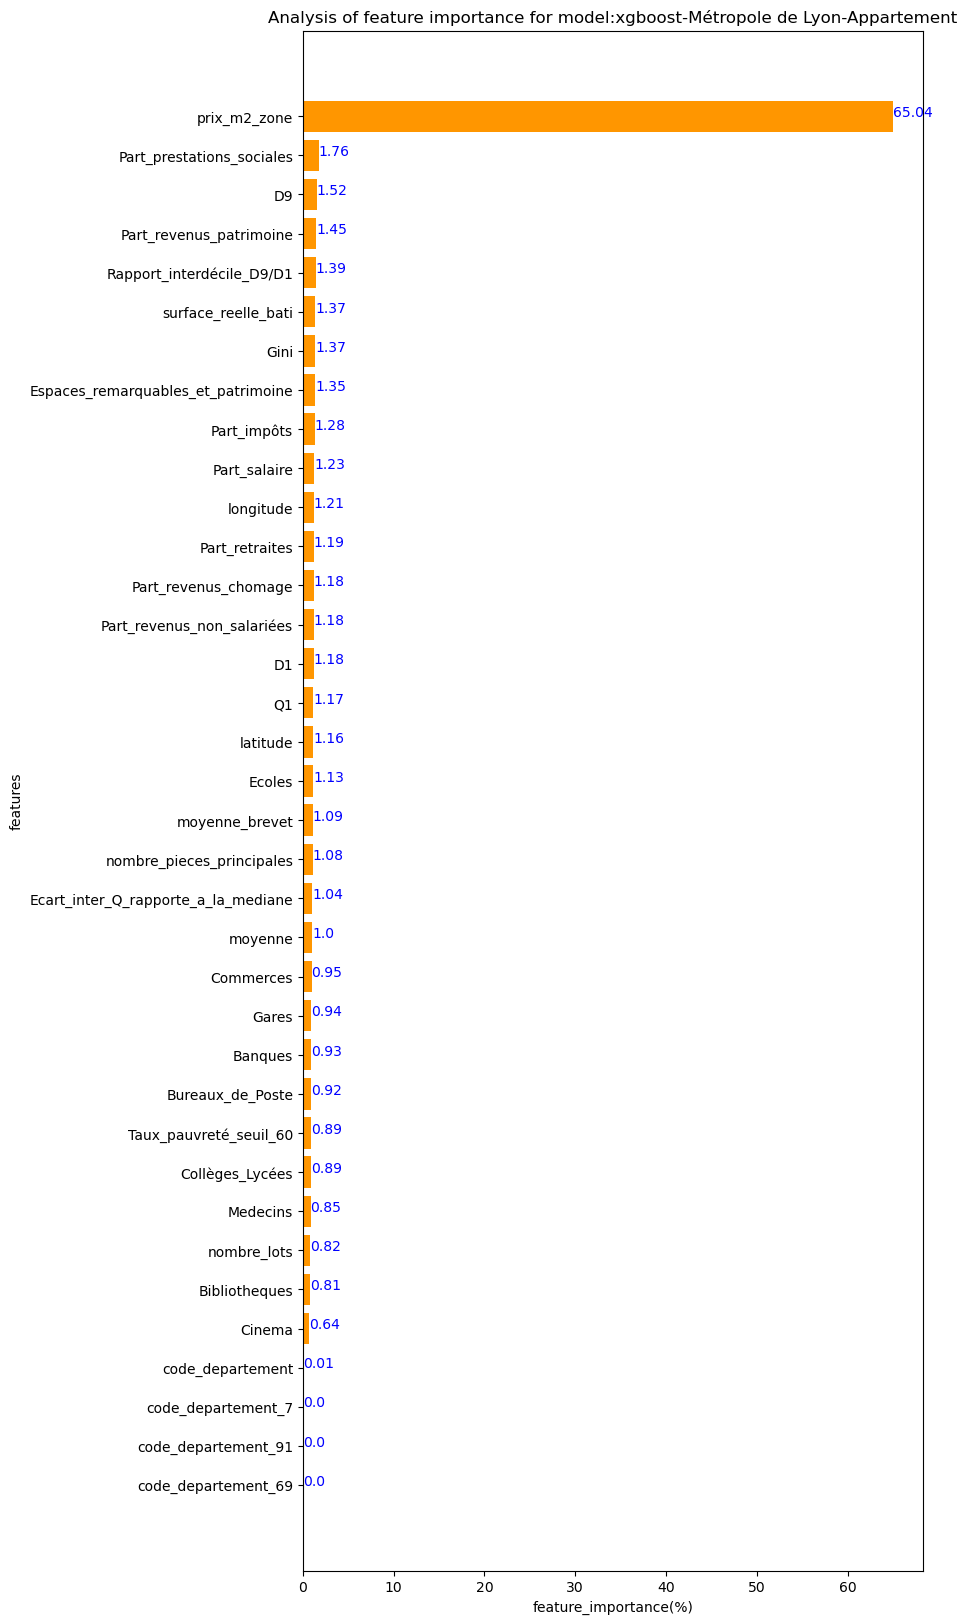 Analysis of feature importance for model:xgboost-Métropole de Lyon-Appartement
prix_m2_zone 65.04
Part_prestations_sociales 1.76
D9 1.52
Part_revenus_patrimoine 1.45
Rapport_interdécile_D9/D1 1.39
surface_reelle_bati 1.37
Gini 1.37
Espaces_remarquables_et_patrimoine 1.35
Part_impôts 1.28
Part_salaire 1.23
longitude 1.21
Part_retraites 1.19
Part_revenus_chomage 1.18
Part_revenus_non_salariées 1.18
D1 1.18
Q1 1.17
latitude 1.16
Ecoles 1.13
moyenne_brevet 1.09
nombre_pieces_principales 1.08
Ecart_inter_Q_rapporte_a_la_mediane 1.04
moyenne 1.0
Commerces 0.95
Gares 0.94
Banques 0.93
Bureaux_de_Poste 0.92
Taux_pauvreté_seuil_60 0.89
Collèges_Lycées 0.89
Medecins 0.85
nombre_lots 0.82
Bibliotheques 0.81
Cinema 0.64
code_departement 0.01
code_departement_7 0.0
code_departement_91 0.0
code_departement_69 0.0
features
0 10 20 30 40 50 60
feature_importance(%)